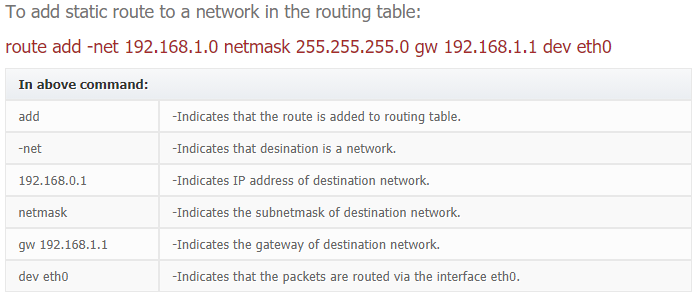 To add static route to a network in the routing table:
route add -net 192.168.1.0 netmask 255.255.255.0 gw 192.168.1.1 dev eth0
In above command:
add -Indicates that the route is added to routing table.
-net -Indicates that desination is a network.
192.168.0.1 -Indicates IP address of destination network.
netmask -Indicates the subnetmask of destination network.
gw 192.168.1.1 -Indicates the gateway of destination network.
dev eth0 -Indicates that the packets are routed via the interface eth0.